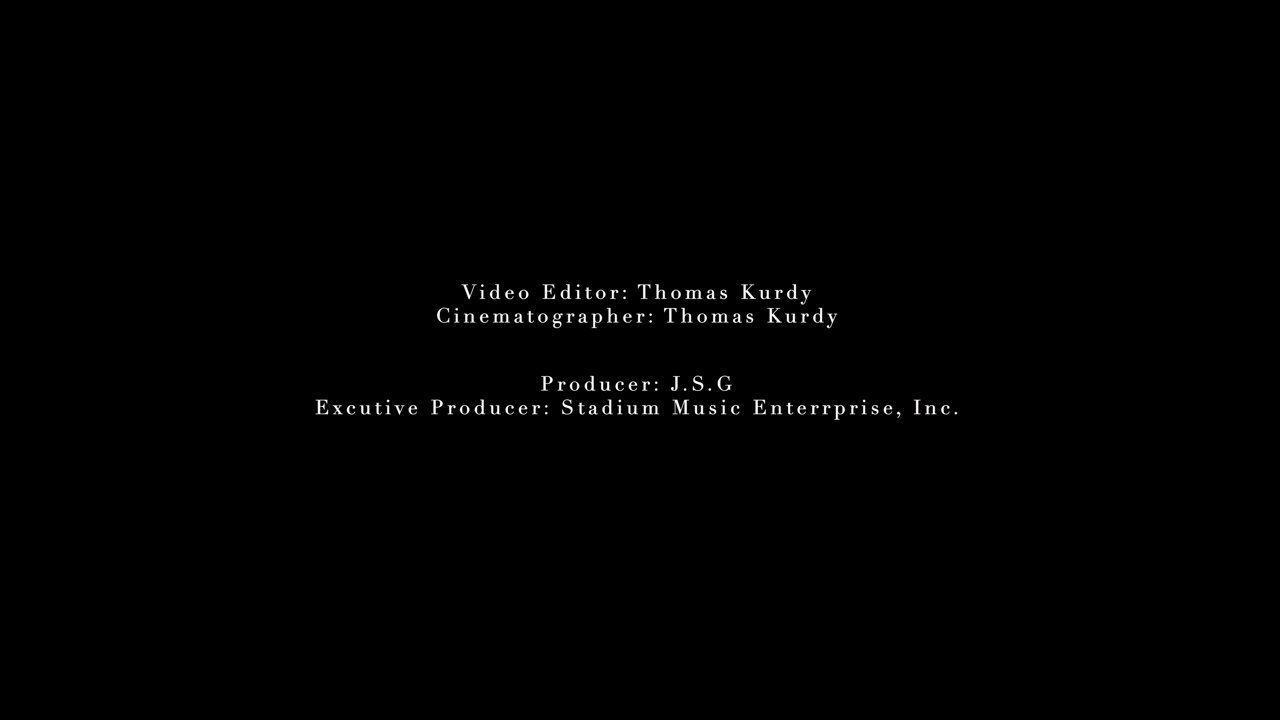 Video Editor: Thomas Kurdy
Cinematographer: Thomas Kurdy
Producer: J.S.G
Excutive Producer: Stadium Music Enterrprise, Inc.